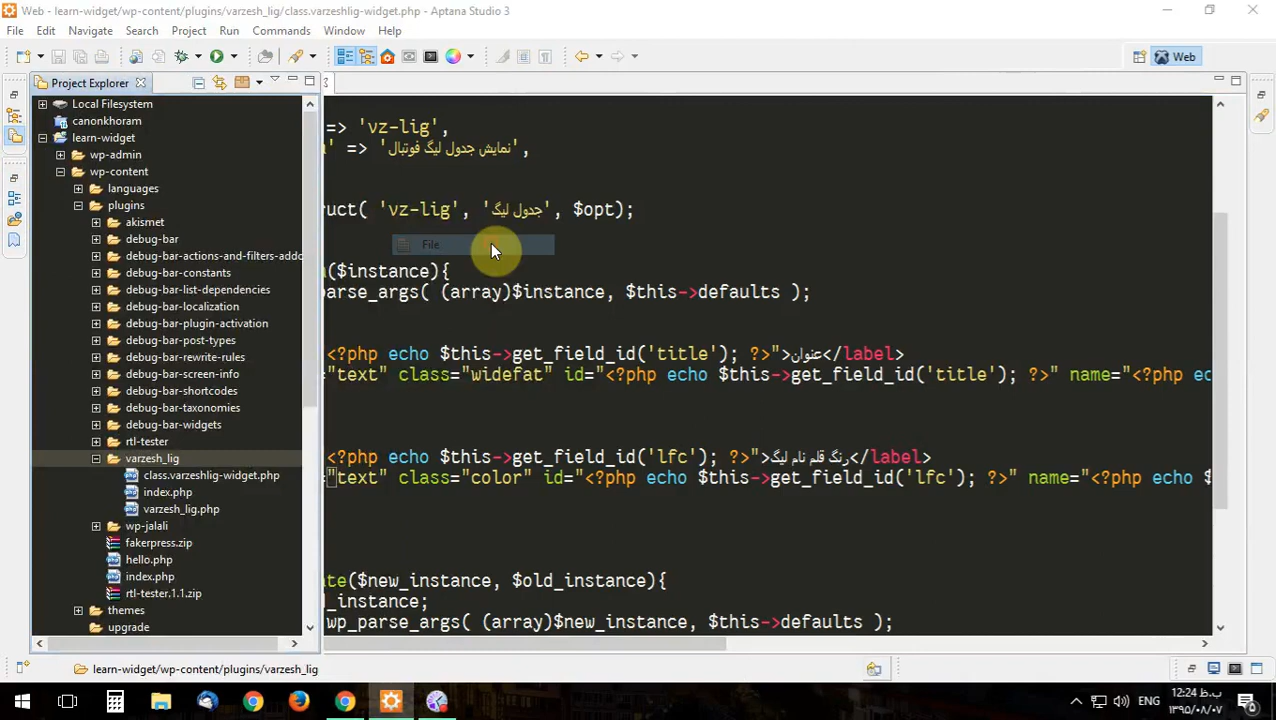 Web - learn-widget/wp-content/plugins/varzesh_lig/class.varzeshlig-widget.php - Aptana Studio 3
File Edit Navigate Search Project Run Commands Window Help
Web
Project Explorer
Local Filesystem
canonkhoram
learn-widget
wp-admin
wp-content
languages
plugins
akismet
debug-bar
debug-bar-actions-and-filters-addo
debug-bar-constants
debug-bar-list-dependencies
debug-bar-localization
debug-bar-plugin-activation
debug-bar-post-types
debug-bar-rewrite-rules
debug-bar-screen-info
debug-bar-shortcodes
debug-bar-taxonomies
debug-bar-widgets
rtl-tester
varzesh_lig
class.varzeshlig-widget.php
index.php
varzesh_lig.php
wp-jalali
fakerpress.zip
hello.php
index.php
rtl-tester.1.1.zip
themes
upgrade
=> 'vz-lig',
' => 'نمایش جدول لیگ فوتبال',
ruct( 'vz-lig', 'جدول لیگ', $opt);
File
($instance){
parse_args( (array)$instance, $this->defaults );
<?php echo $this->get_field_id('title'); ?>">عنوان</label>
="text" class="widefat" id="<?php echo $this->get_field_id('title'); ?>" name="<?php ec
<?php echo $this->get_field_id('lfc'); ?>">رنگ قلم نام لیگ</label>
="text" class="color" id="<?php echo $this->get_field_id('lfc'); ?>" name="<?php echo $
te($new_instance, $old_instance){
_instance;
wp_parse_args( (array)$new_instance, $this->defaults );
learn-widget/wp-content/plugins/varzesh_lig
ENG
12:24 ب.ظ
۱۳۹۵/۰۸/۰۷